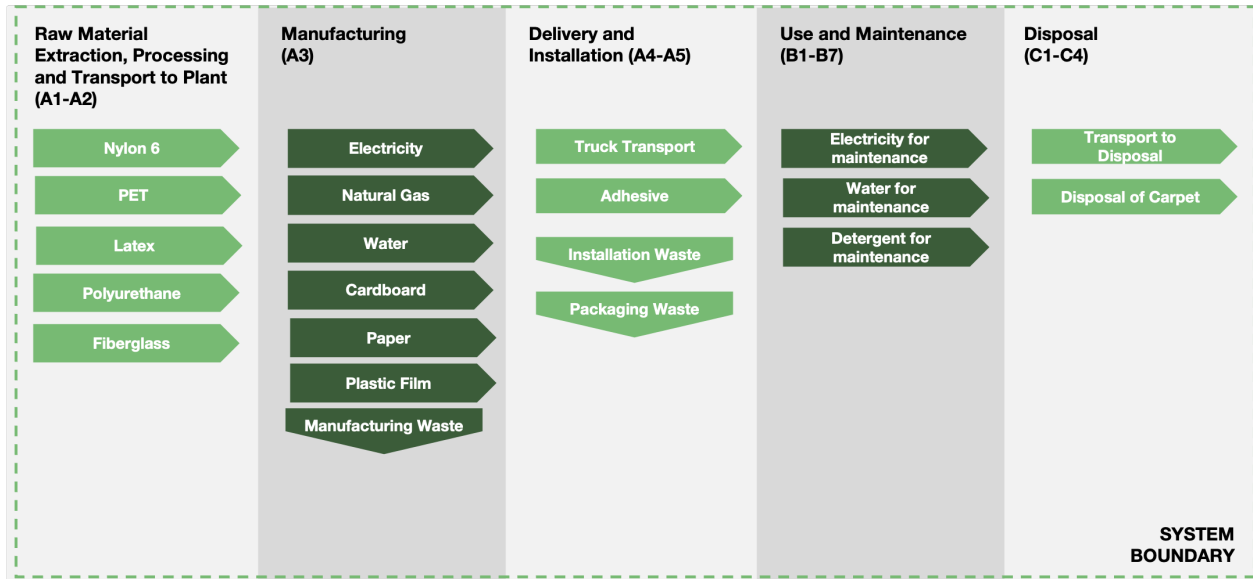 Raw Material
Extraction, Processing
and Transport to Plant
(A1-A2)
Nylon 6
PET
Latex
Polyurethane
Fiberglass
Manufacturing
(A3)
Electricity
Natural Gas
Water
Cardboard
Paper
Plastic Film
Manufacturing Waste
Delivery and
Installation (A4-A5)
Truck Transport
Adhesive
Installation Waste
Packaging Waste
Use and Maintenance
(B1-B7)
Electricity for
maintenance
Water for
maintenance
Detergent for
maintenance
Disposal
(C1-C4)
Transport to
Disposal
Disposal of Carpet
SYSTEM
BOUNDARY